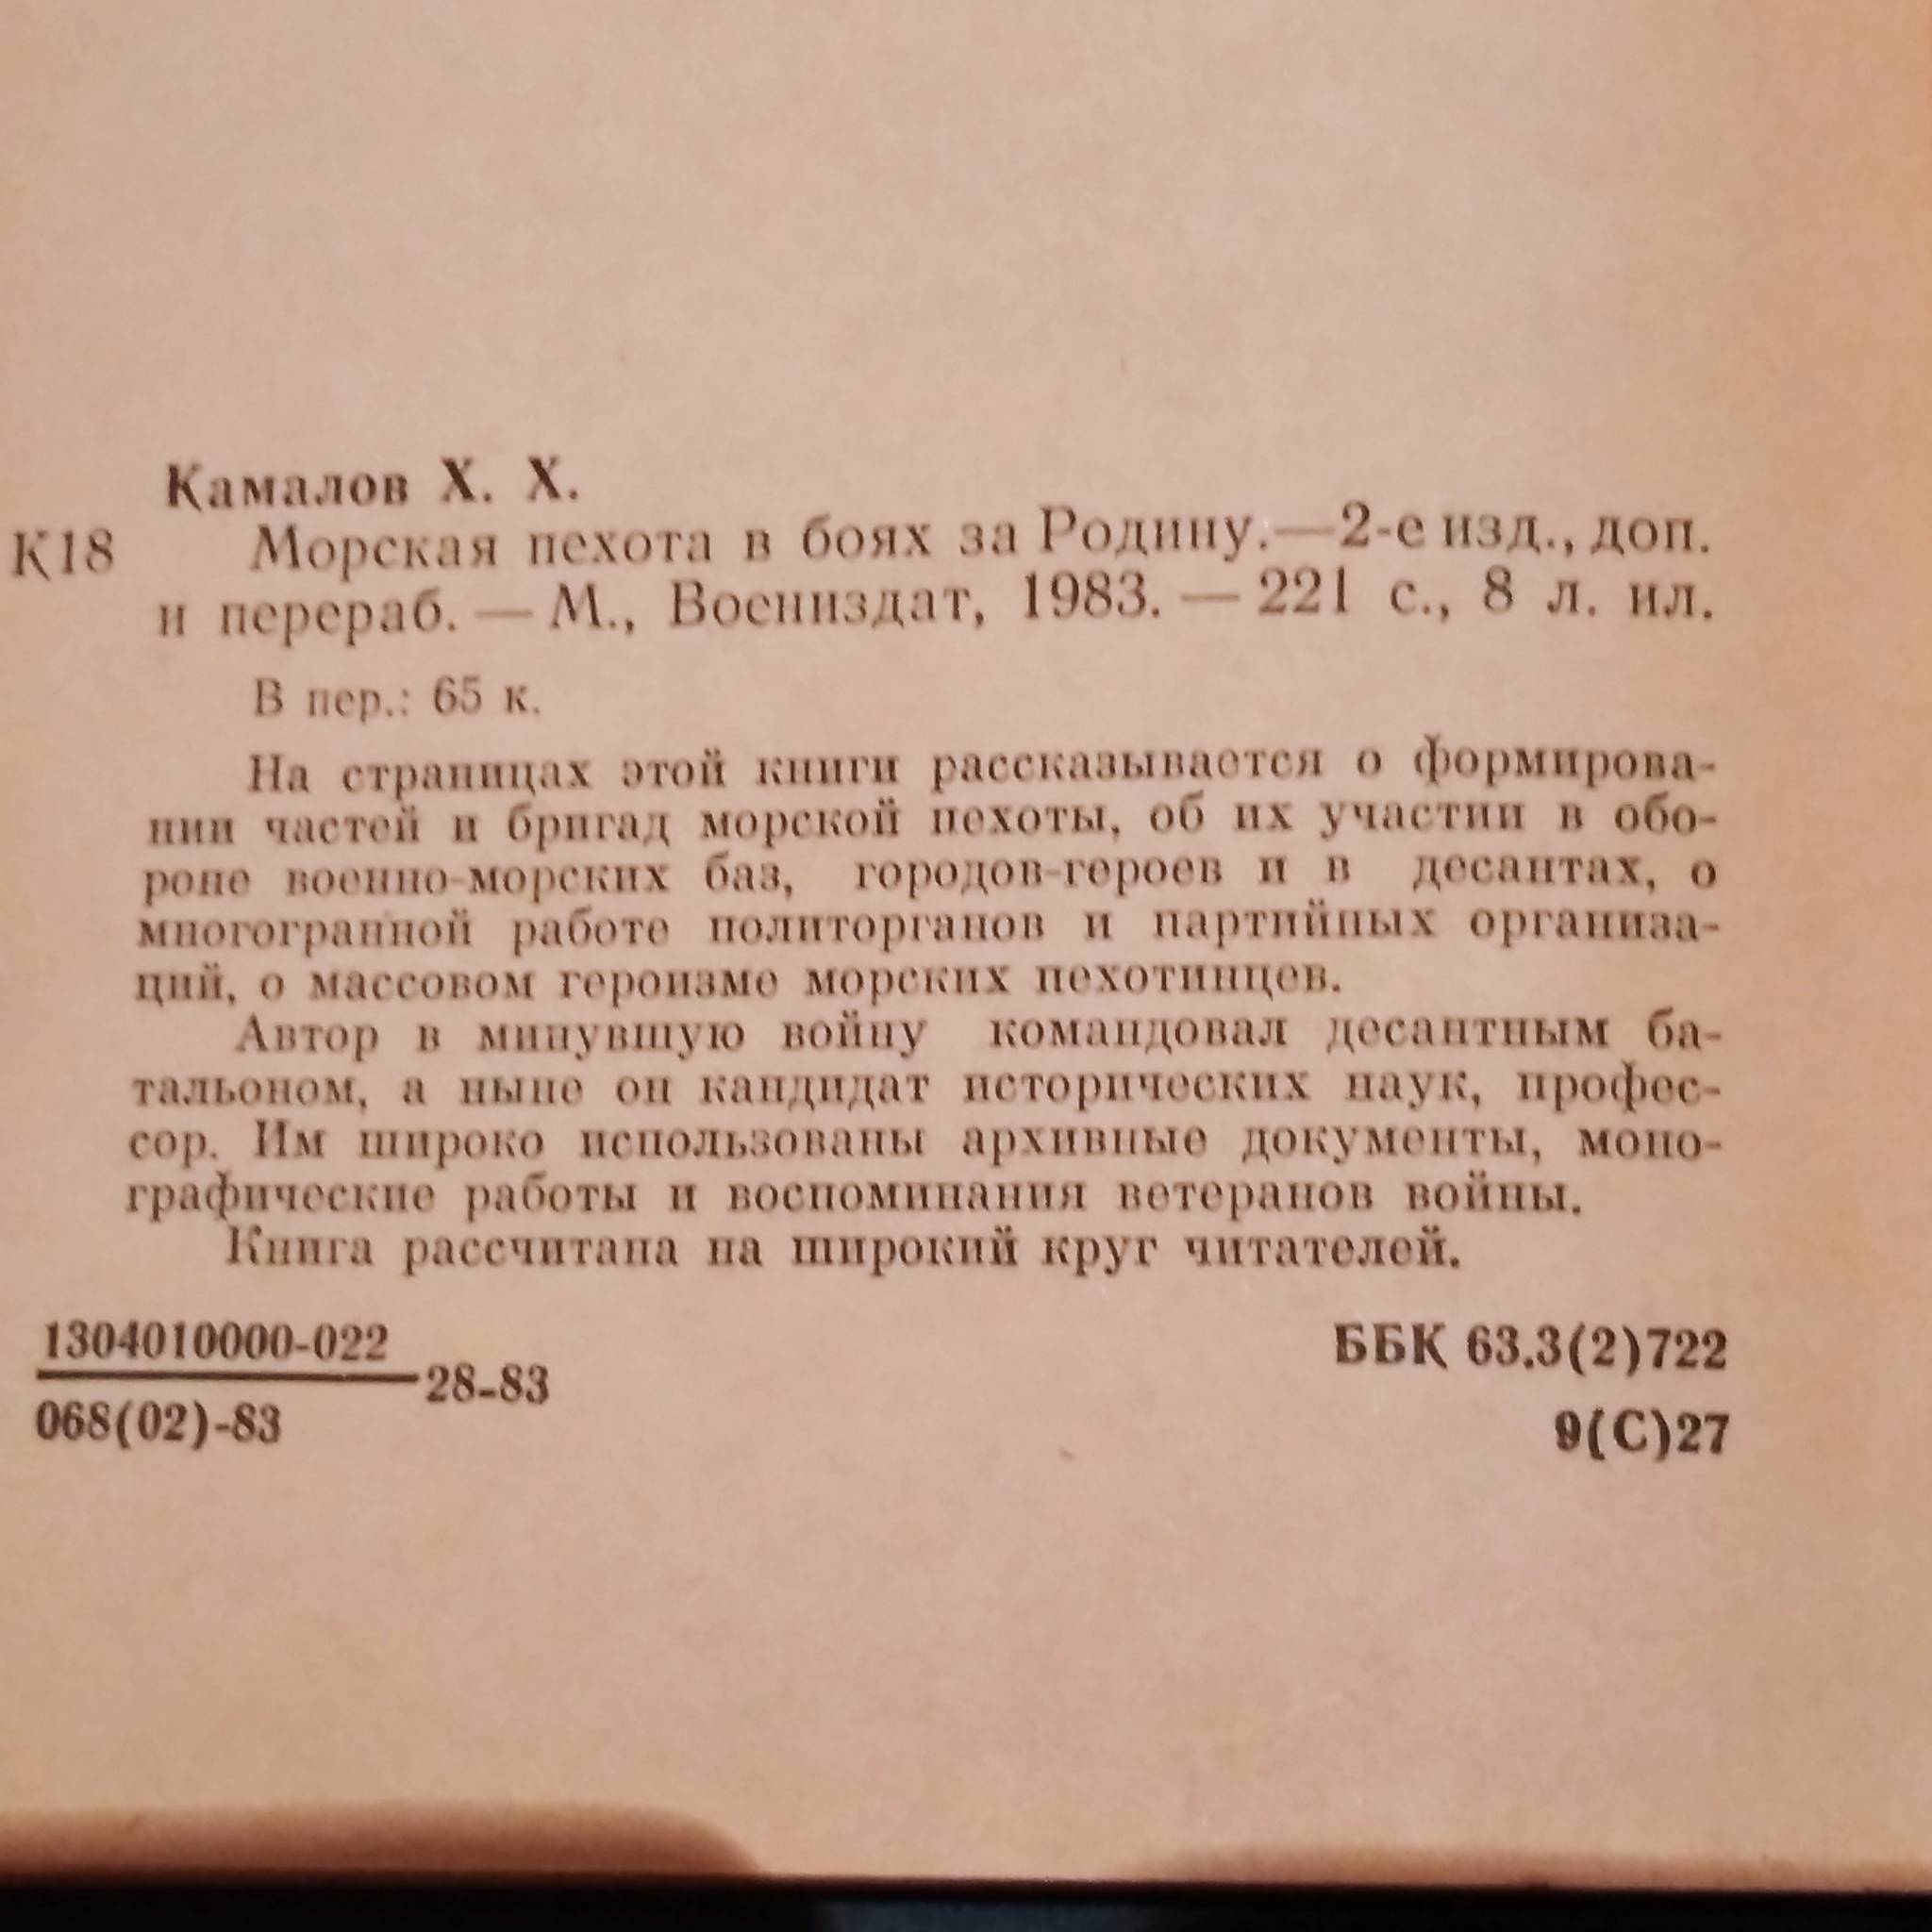 Камалов Х. Х.
К18 Морская пехота в боях за Родину.—2-е изд., доп.
и перераб. — М., Воениздат, 1983. — 221 с., 8 л. ил.
В пер.: 65 к.
На страницах этой книги рассказывается о формирова-
нии частей и бригад морской пехоты, об их участии в обо-
роне военно-морских баз, городов-героев и в десантах, о
многогранной работе политорганов и партийных организа-
ций, о массовом героизме морских пехотинцев.
Автор в минувшую войну командовал десантным ба-
тальоном, а ныне он кандидат исторических наук, профес-
сор. Им широко использованы архивные документы, моно-
графические работы и воспоминания ветеранов войны.
Книга рассчитана на широкий круг читателей.
1304010000-022
28-83
068(02)-83
ББК 63.3(2)722
9(С)27